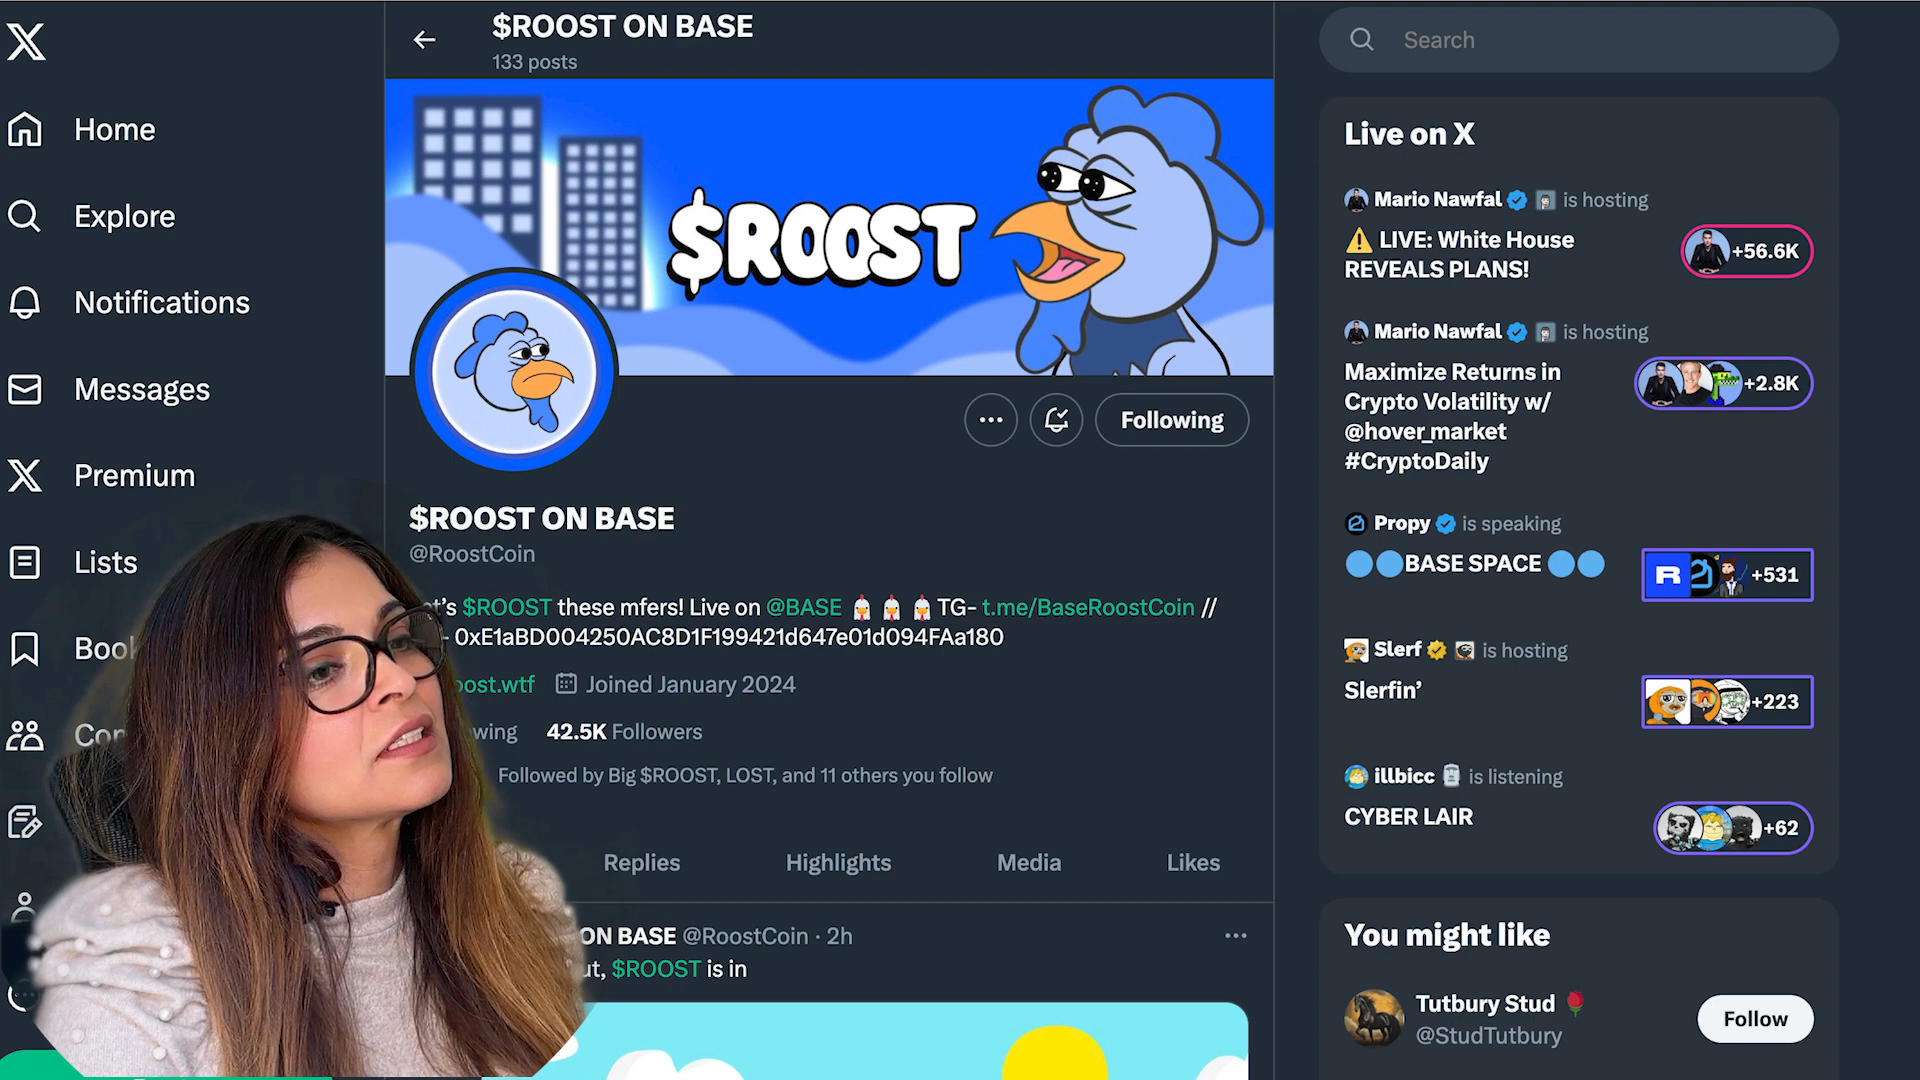 $ROOST ON BASE
133 posts
Search
Home
Explore
Notifications
Messages
Premium
Lists
$ROOST
Following
$ROOST ON BASE
@RoostCoin
$ROOST these mfers! Live on @BASE TG- t.me/BaseRoostCoin //
- 0xE1aBD004250AC8D1F199421d647e01d094FAa180
oost.wtf Joined January 2024
wing 42.5K Followers
Followed by Big $ROOST, LOST, and 11 others you follow
Replies Highlights Media Likes
ON BASE @RoostCoin · 2h
ut, $ROOST is in
Live on X
Mario Nawfal is hosting
LIVE: White House
REVEALS PLANS!
+56.6K
Mario Nawfal is hosting
Maximize Returns in
Crypto Volatility w/
@hover_market
#CryptoDaily
+2.8K
Propy is speaking
BASE SPACE
R +531
Slerf is hosting
Slerfin’
+223
illbicc is listening
CYBER LAIR
+62
You might like
Tutbury Stud
@StudTutbury
Follow